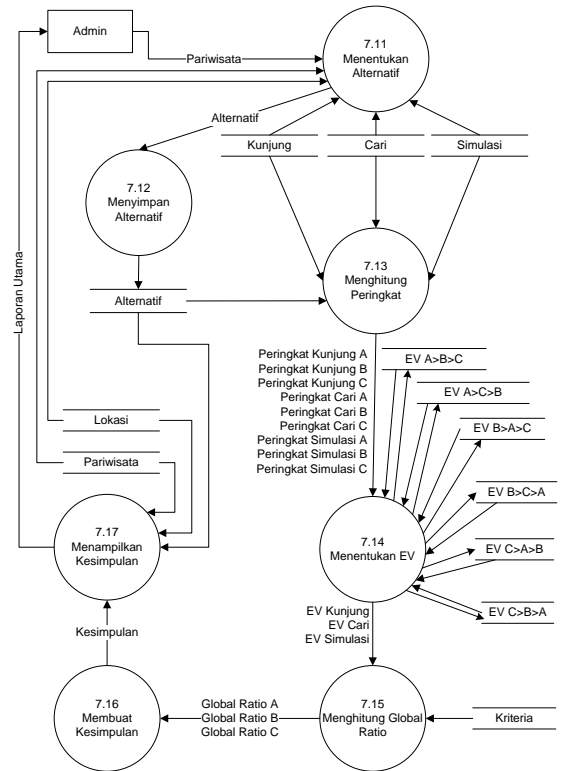 Admin
Pariwisata
7.11
Menentukan
Alternatif
Alternatif
Kunjung
Cari
Simulasi
7.12
Menyimpan
Alternatif
7.13
Menghitung
Peringkat
Laporan Utama
Alternatif
Peringkat Kunjung A
Peringkat Kunjung B
Peringkat Kunjung C
Peringkat Cari A
Peringkat Cari B
Peringkat Cari C
Peringkat Simulasi A
Peringkat Simulasi B
Peringkat Simulasi C
EV A>B>C
EV A>C>B
EV B>A>C
EV B>C>A
EV C>A>B
EV C>B>A
Lokasi
Pariwisata
7.17
Menampilkan
Kesimpulan
7.14
Menentukan EV
EV Kunjung
EV Cari
EV Simulasi
Kesimpulan
7.16
Membuat
Kesimpulan
Global Ratio A
Global Ratio B
Global Ratio C
7.15
Menghitung Global
Ratio
Kriteria